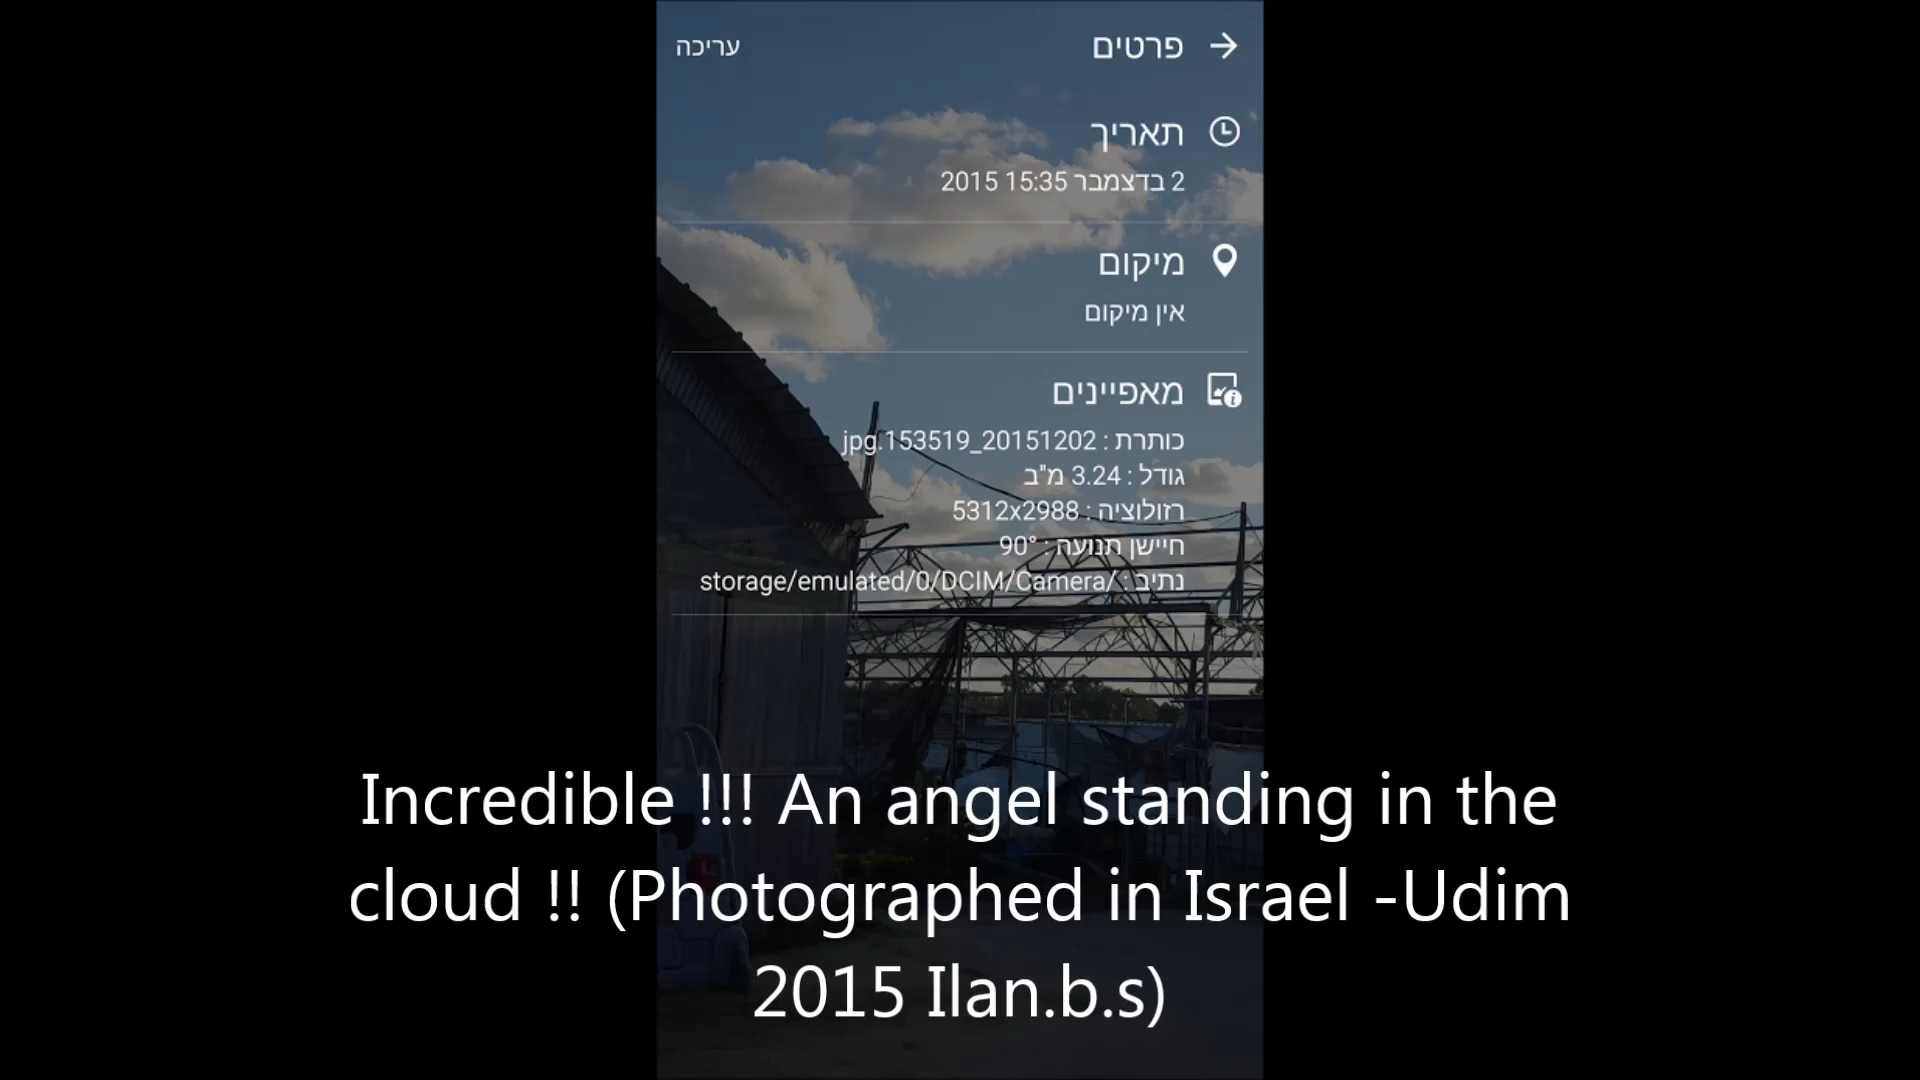 פרטים
עריכה
תאריך
2 בדצמבר 2015 15:35
מיקום
אין מיקום
מאפיינים
כותרת : 20151202_153519.jpg
גודל : 3.24 מ"ב
רזולוציה : 5312x2988
חיישן תנועה : 90°
נתיב : /storage/emulated/0/DCIM/Camera
Incredible !!! An angel standing in the
cloud !! (Photographed in Israel -Udim
2015 Ilan.b.s)